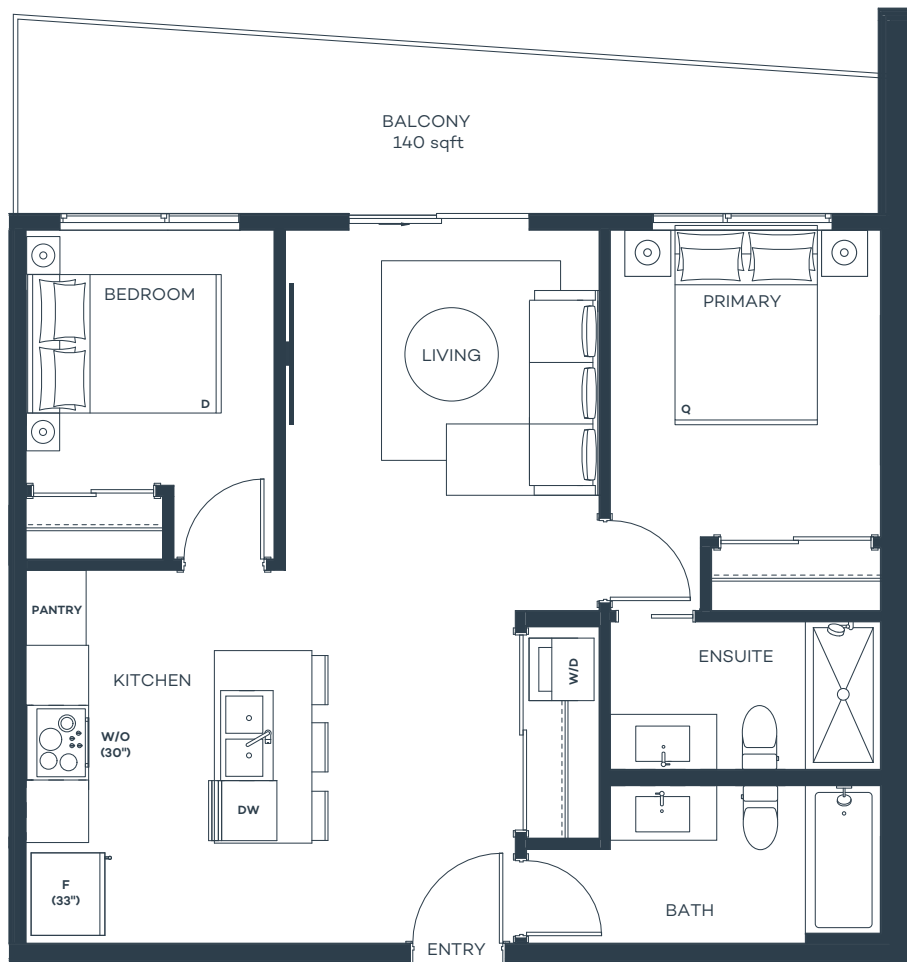 BALCONY
140 sqft
BEDROOM
D
LIVING
PRIMARY
Q
PANTRY
KITCHEN
W/O
(30")
DW
F
(33")
W/D
ENSUITE
BATH
ENTRY